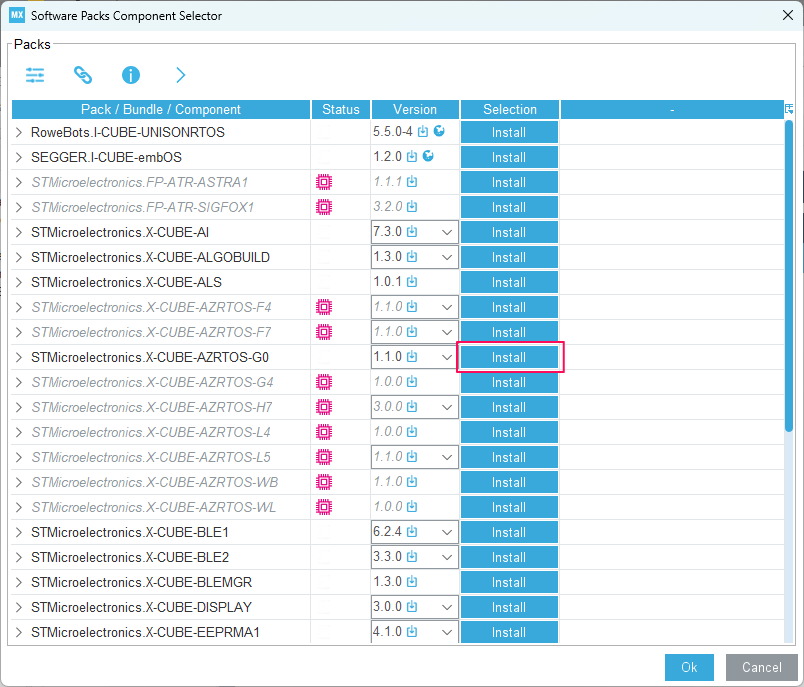 MX Software Packs Component Selector
Packs
Pack / Bundle / Component Status Version Selection -
RoweBots.I-CUBE-UNISONRTOS 5.5.0-4 Install
SEGGER.I-CUBE-embOS 1.2.0 Install
STMicroelectronics.FP-ATR-ASTRA1 1.1.1 Install
STMicroelectronics.FP-ATR-SIGFOX1 3.2.0 Install
STMicroelectronics.X-CUBE-AI 7.3.0 Install
STMicroelectronics.X-CUBE-ALGOBUILD 1.3.0 Install
STMicroelectronics.X-CUBE-ALS 1.0.1 Install
STMicroelectronics.X-CUBE-AZRTOS-F4 1.1.0 Install
STMicroelectronics.X-CUBE-AZRTOS-F7 1.1.0 Install
STMicroelectronics.X-CUBE-AZRTOS-G0 1.1.0 Install
STMicroelectronics.X-CUBE-AZRTOS-G4 1.0.0 Install
STMicroelectronics.X-CUBE-AZRTOS-H7 3.0.0 Install
STMicroelectronics.X-CUBE-AZRTOS-L4 1.0.0 Install
STMicroelectronics.X-CUBE-AZRTOS-L5 1.1.0 Install
STMicroelectronics.X-CUBE-AZRTOS-WB 1.1.0 Install
STMicroelectronics.X-CUBE-AZRTOS-WL 1.0.0 Install
STMicroelectronics.X-CUBE-BLE1 6.2.4 Install
STMicroelectronics.X-CUBE-BLE2 3.3.0 Install
STMicroelectronics.X-CUBE-BLEMGR 1.3.0 Install
STMicroelectronics.X-CUBE-DISPLAY 3.0.0 Install
STMicroelectronics.X-CUBE-EEPRMA1 4.1.0 Install
Ok Cancel